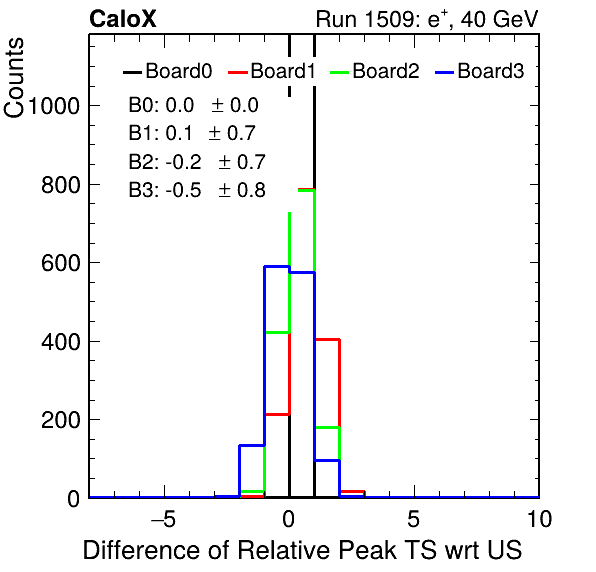 CaloX Run 1509: e+, 40 GeV
Counts
Board0 Board1 Board2 Board3
B0: 0.0 ± 0.0
B1: 0.1 ± 0.7
B2: -0.2 ± 0.7
B3: -0.5 ± 0.8
1000
800
600
400
200
0
−5 0 5 10
Difference of Relative Peak TS wrt US